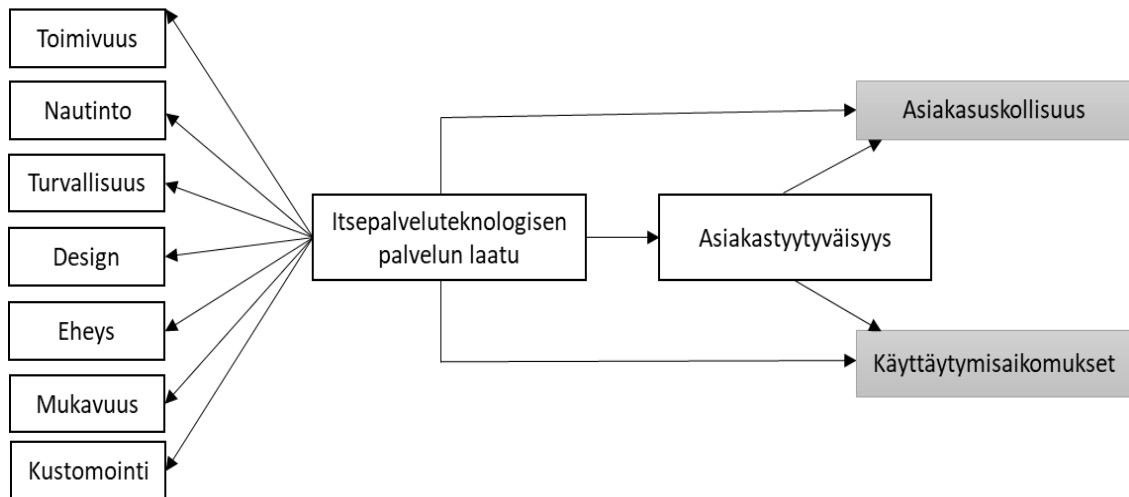 Toimivuus
Nautinto
Turvallisuus
Design
Eheys
Mukavuus
Kustomointi
Itsepalveluteknologisen
palvelun laatu
Asiakastyytyväisyys
Asiakasuskollisuus
Käyttäytymisaikomukset